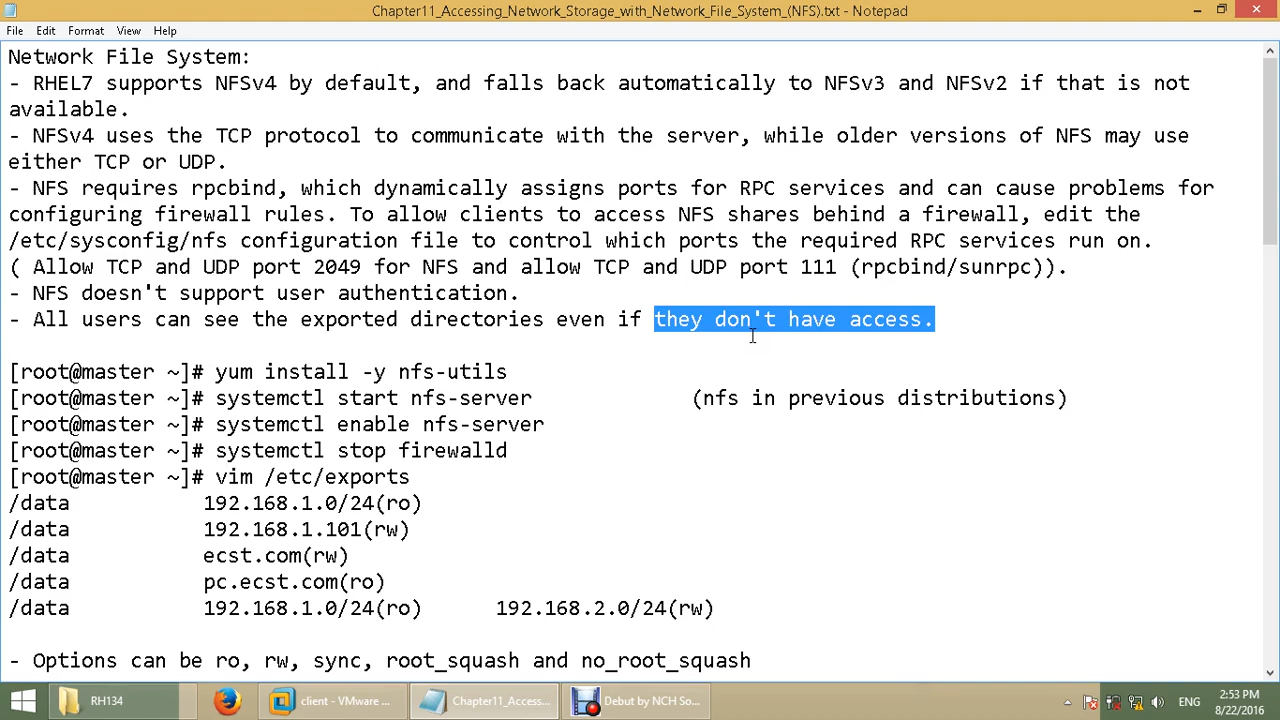 Chapter11_Accessing_Network_Storage_with_Network_File_System_(NFS).txt - Notepad
File Edit Format View Help
Network File System:
- RHEL7 supports NFSv4 by default, and falls back automatically to NFSv3 and NFSv2 if that is not
available.
- NFSv4 uses the TCP protocol to communicate with the server, while older versions of NFS may use
either TCP or UDP.
- NFS requires rpcbind, which dynamically assigns ports for RPC services and can cause problems for
configuring firewall rules. To allow clients to access NFS shares behind a firewall, edit the
/etc/sysconfig/nfs configuration file to control which ports the required RPC services run on.
( Allow TCP and UDP port 2049 for NFS and allow TCP and UDP port 111 (rpcbind/sunrpc)).
- NFS doesn't support user authentication.
- All users can see the exported directories even if they don't have access.
[root@master ~]# yum install -y nfs-utils
[root@master ~]# systemctl start nfs-server (nfs in previous distributions)
[root@master ~]# systemctl enable nfs-server
[root@master ~]# systemctl stop firewalld
[root@master ~]# vim /etc/exports
/data 192.168.1.0/24(ro)
/data 192.168.1.101(rw)
/data ecst.com(rw)
/data pc.ecst.com(ro)
/data 192.168.1.0/24(ro) 192.168.2.0/24(rw)
- Options can be ro, rw, sync, root_squash and no_root_squash
RH134 client - VMware ... Chapter11_Access... Debut by NCH So... ENG 2:53 PM
8/22/2016